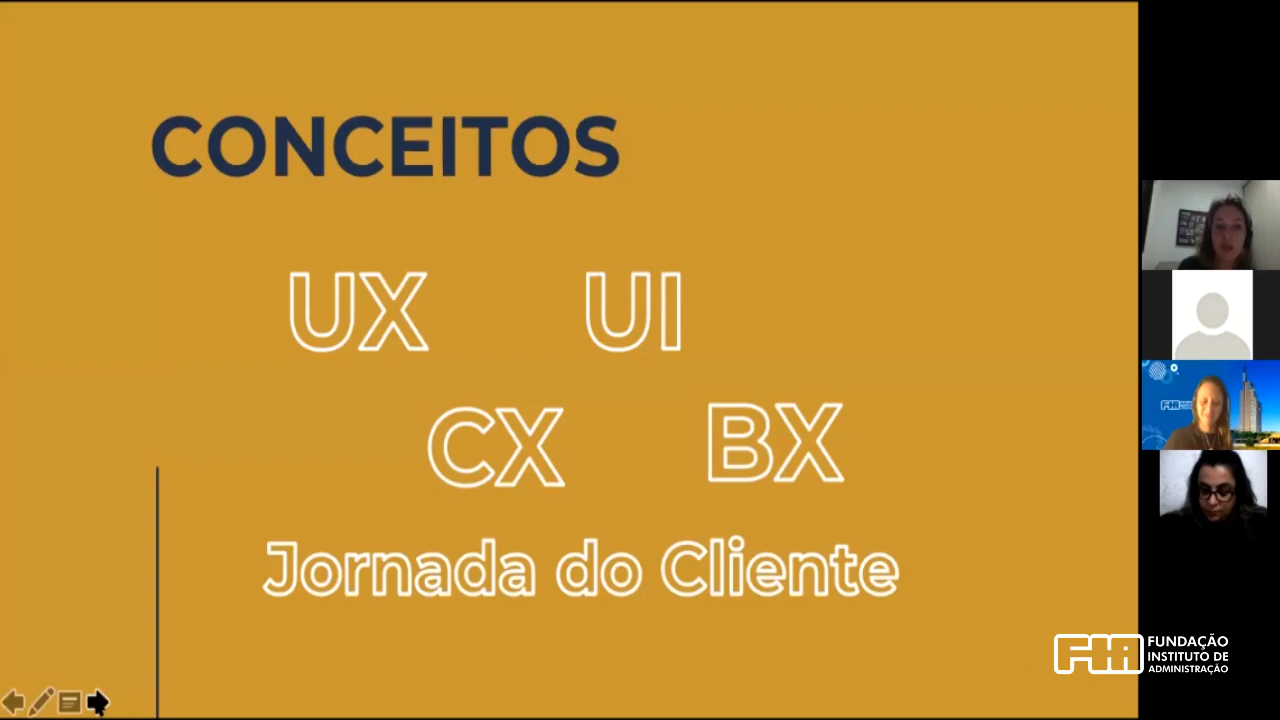 CONCEITOS
UX UI
CX BX
Jornada do Cliente
FIA
FUNDAÇÃO
INSTITUTO DE
ADMINISTRAÇÃO